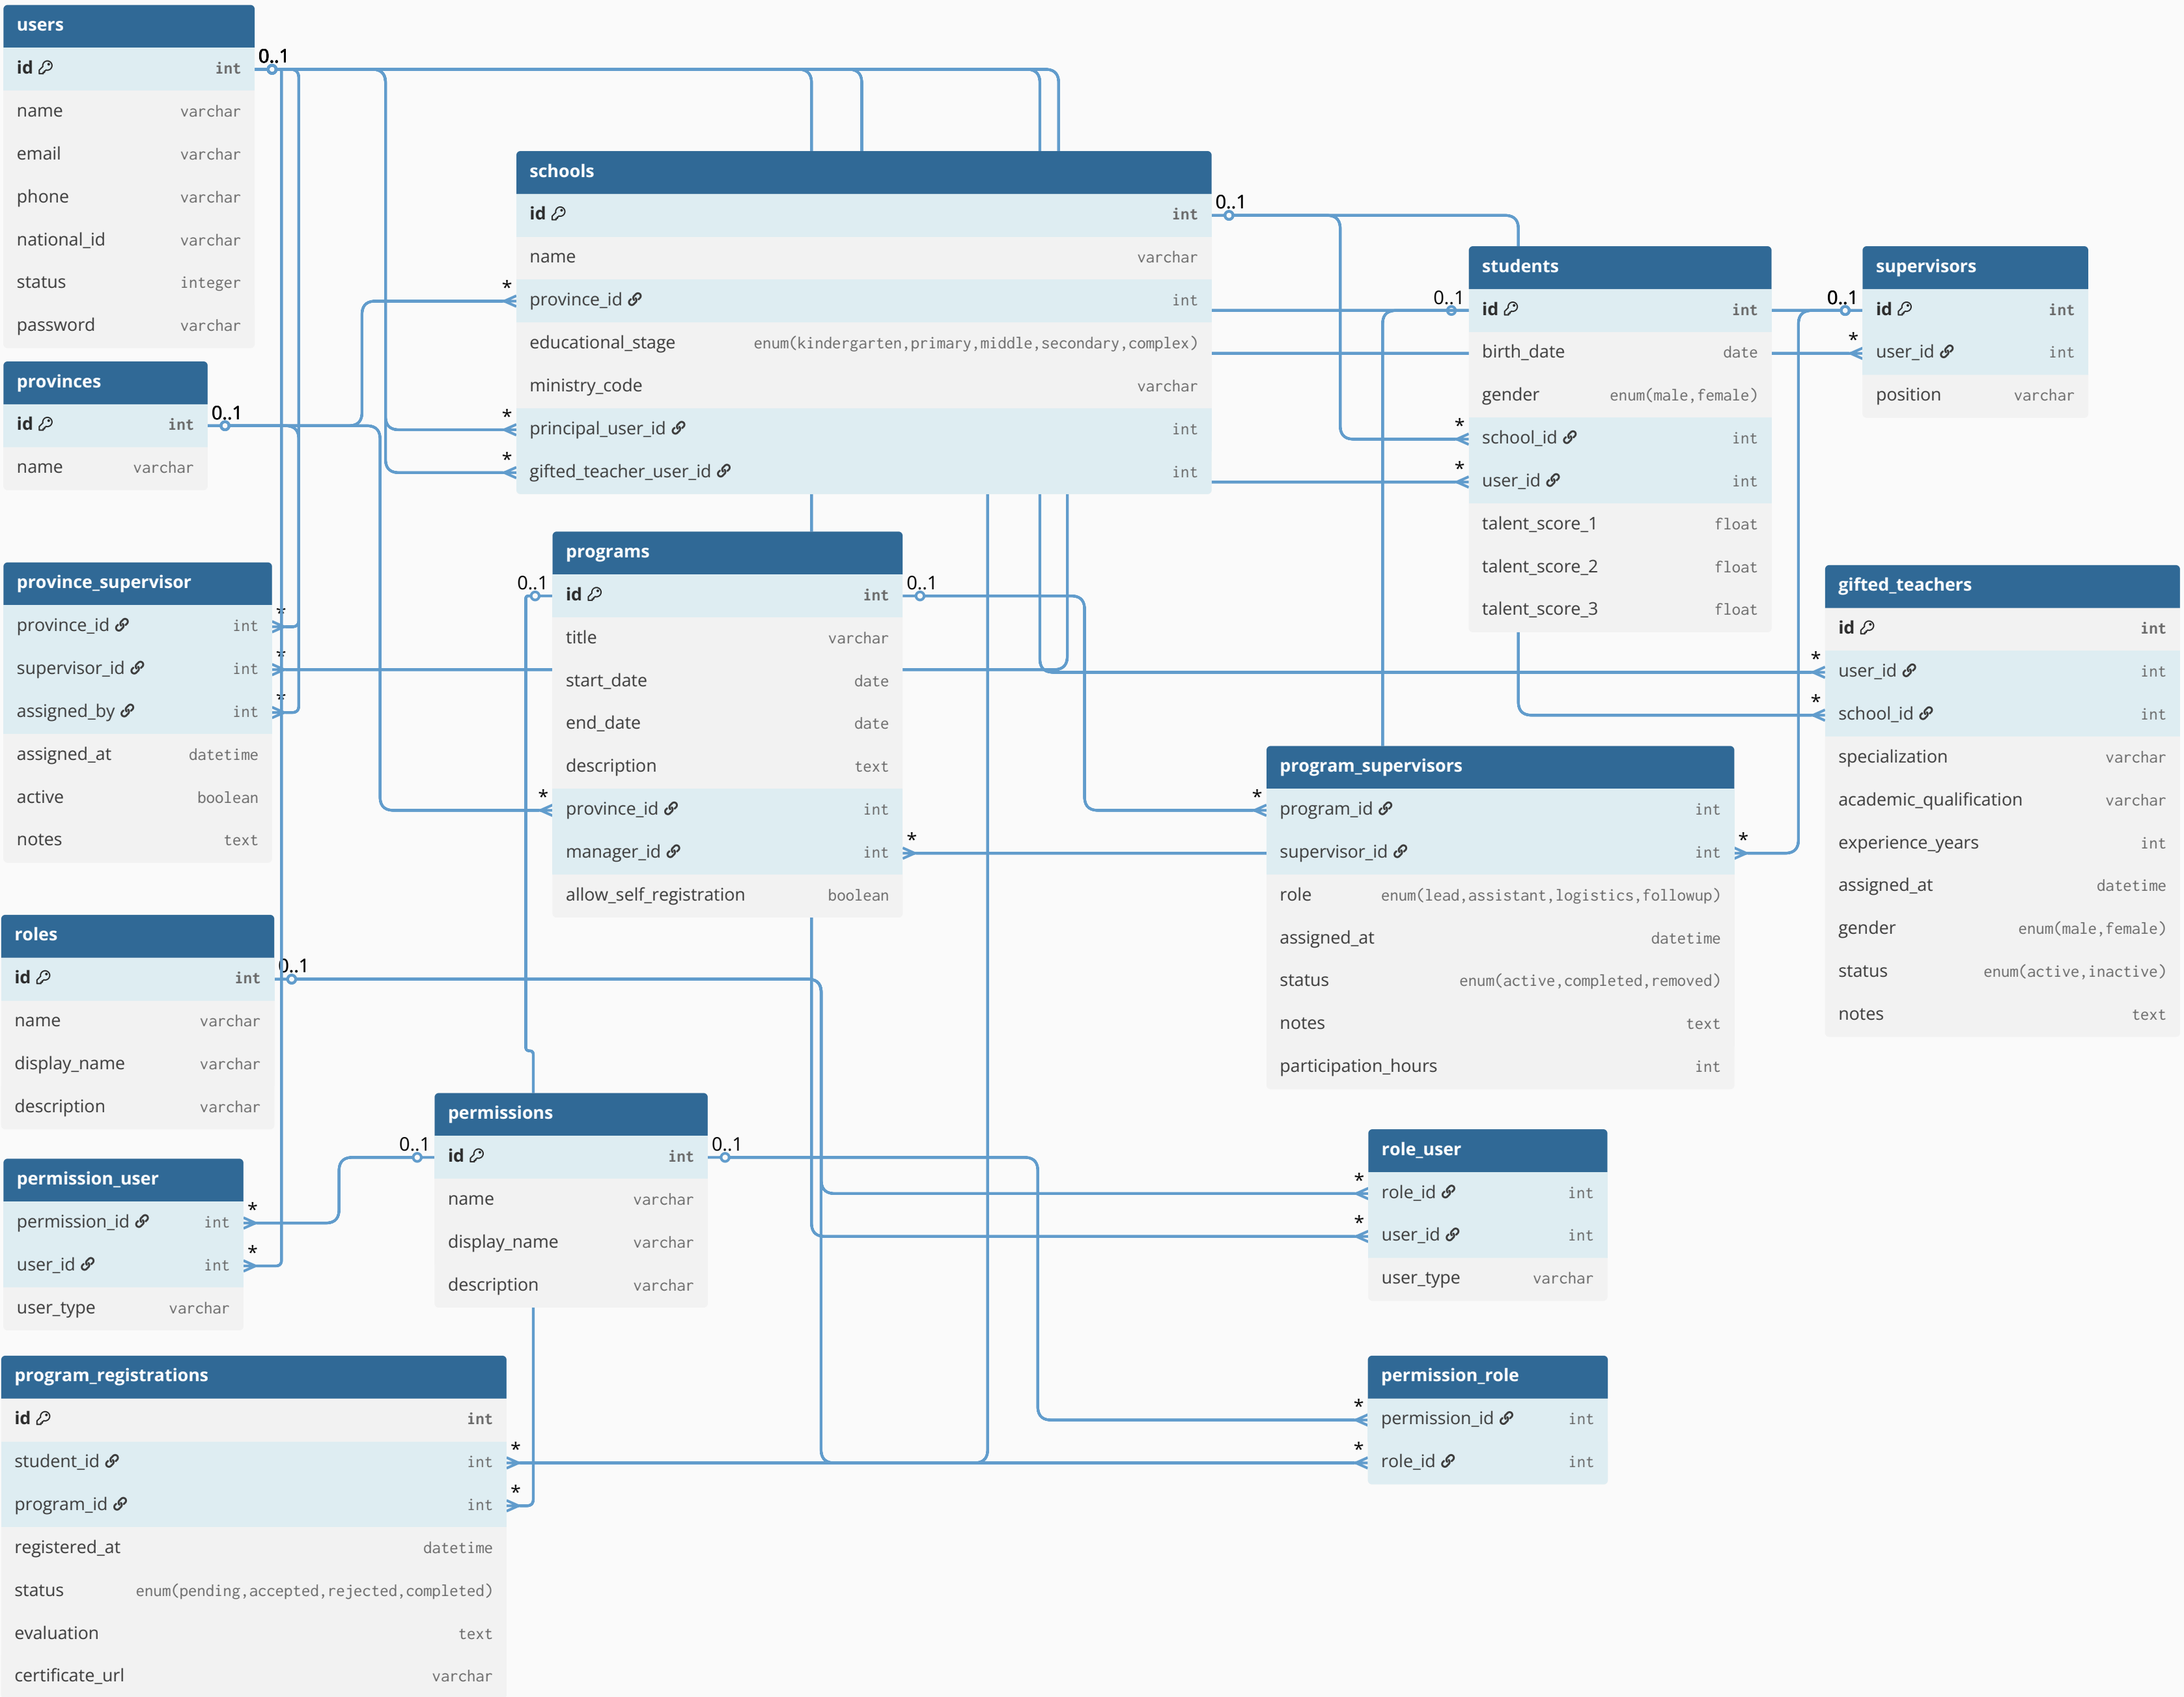 users
id int
name varchar
email varchar
phone varchar
national_id varchar
status integer
password varchar
0..1
provinces
id int
name varchar
0..1
schools
id int
name varchar
province_id int
educational_stage enum(kindergarten,primary,middle,secondary,complex)
ministry_code varchar
principal_user_id int
gifted_teacher_user_id int
0..1
*
*
*
students
id int
birth_date date
gender enum(male,female)
school_id int
user_id int
talent_score_1 float
talent_score_2 float
talent_score_3 float
0..1
*
*
supervisors
id int
user_id int
position varchar
0..1
*
province_supervisor
province_id int
supervisor_id int
assigned_by int
assigned_at datetime
active boolean
notes text
*
*
*
programs
id int
title varchar
start_date date
end_date date
description text
province_id int
manager_id int
allow_self_registration boolean
0..1
0..1
*
*
gifted_teachers
id int
user_id int
school_id int
specialization varchar
academic_qualification varchar
experience_years int
assigned_at datetime
gender enum(male,female)
status enum(active,inactive)
notes text
*
*
program_supervisors
program_id int
supervisor_id int
role enum(lead,assistant,logistics,followup)
assigned_at datetime
status enum(active,completed,removed)
notes text
participation_hours int
*
*
roles
id int
name varchar
display_name varchar
description varchar
0..1
permissions
id int
name varchar
display_name varchar
description varchar
0..1
0..1
permission_user
permission_id int
user_id int
user_type varchar
*
*
role_user
role_id int
user_id int
user_type varchar
*
*
program_registrations
id int
student_id int
program_id int
registered_at datetime
status enum(pending,accepted,rejected,completed)
evaluation text
certificate_url varchar
*
*
permission_role
permission_id int
role_id int
*
*